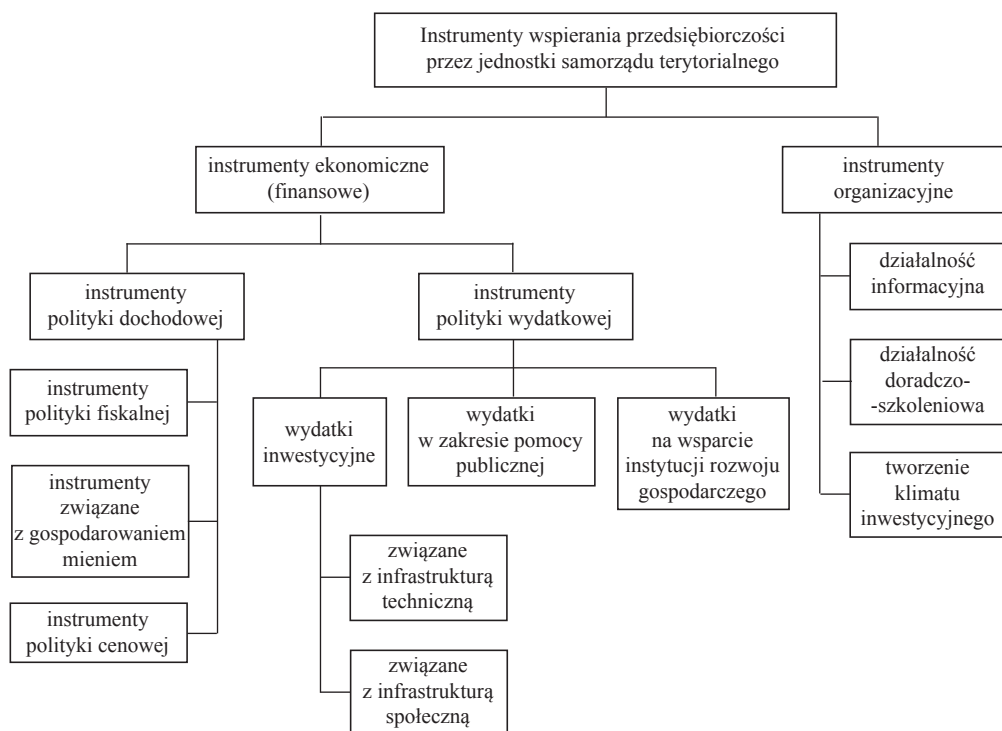 Instrumenty wspierania przedsiębiorczości
przez jednostki samorządu terytorialnego
instrumenty ekonomiczne
(finansowe)
instrumenty
organizacyjne
instrumenty
polityki dochodowej
instrumenty
polityki wydatkowej
działalność
informacyjna
działalność
doradczo-
-szkoleniowa
tworzenie
klimatu
inwestycyjnego
instrumenty
polityki fiskalnej
instrumenty
związane
z gospodarowaniem
mieniem
instrumenty
polityki cenowej
wydatki
inwestycyjne
wydatki
w zakresie pomocy
publicznej
wydatki
na wsparcie
instytucji rozwoju
gospodarczego
związane
z infrastrukturą
techniczną
związane
z infrastrukturą
społeczną